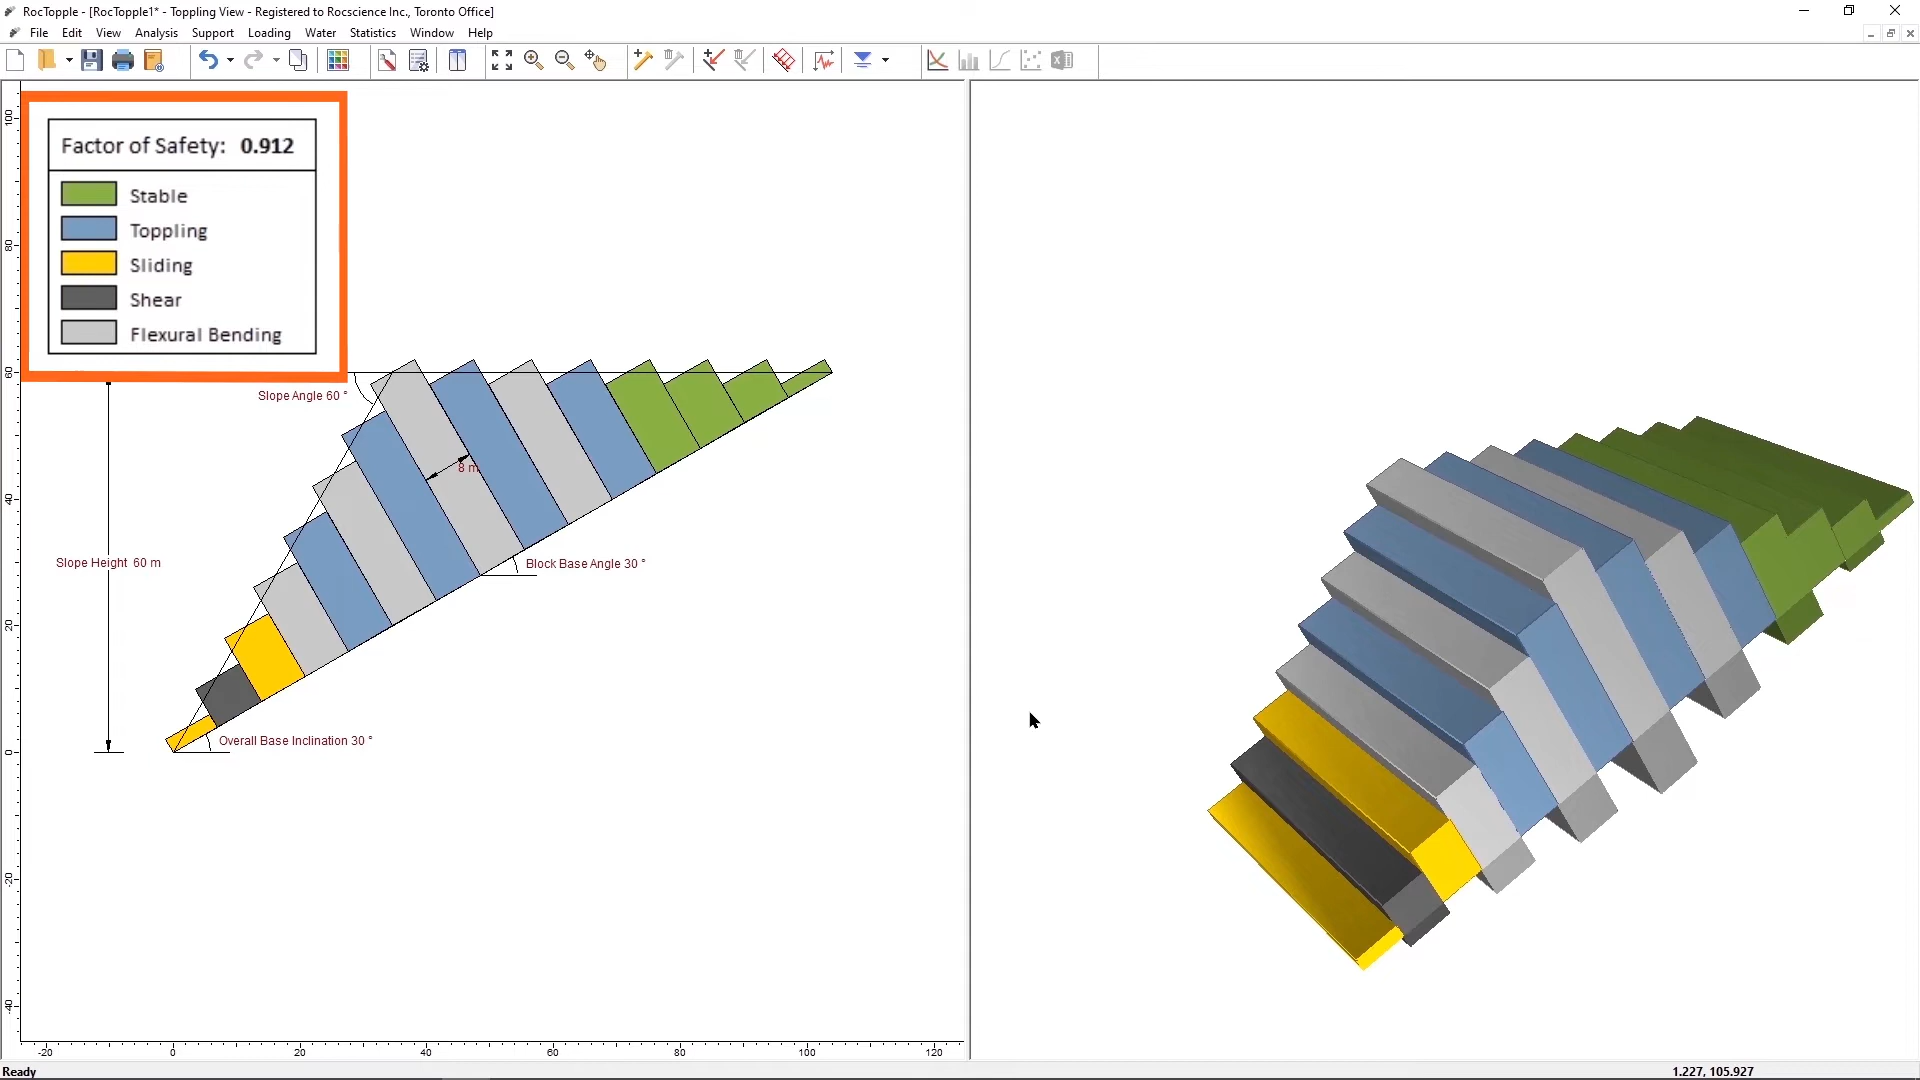 RocTopple - [RocTopple1* - Toppling View - Registered to Rocscience Inc., Toronto Office]
File Edit View Analysis Support Loading Water Statistics Window Help
Factor of Safety: 0.912
Stable
Toppling
Sliding
Shear
Flexural Bending
100
80
60
40
20
0
-20
-40
Slope Angle 60 °
8 m
Slope Height 60 m
Block Base Angle 30 °
Overall Base Inclination 30 °
-20 0 20 40 60 80 100 120
Ready
1.227, 105.927